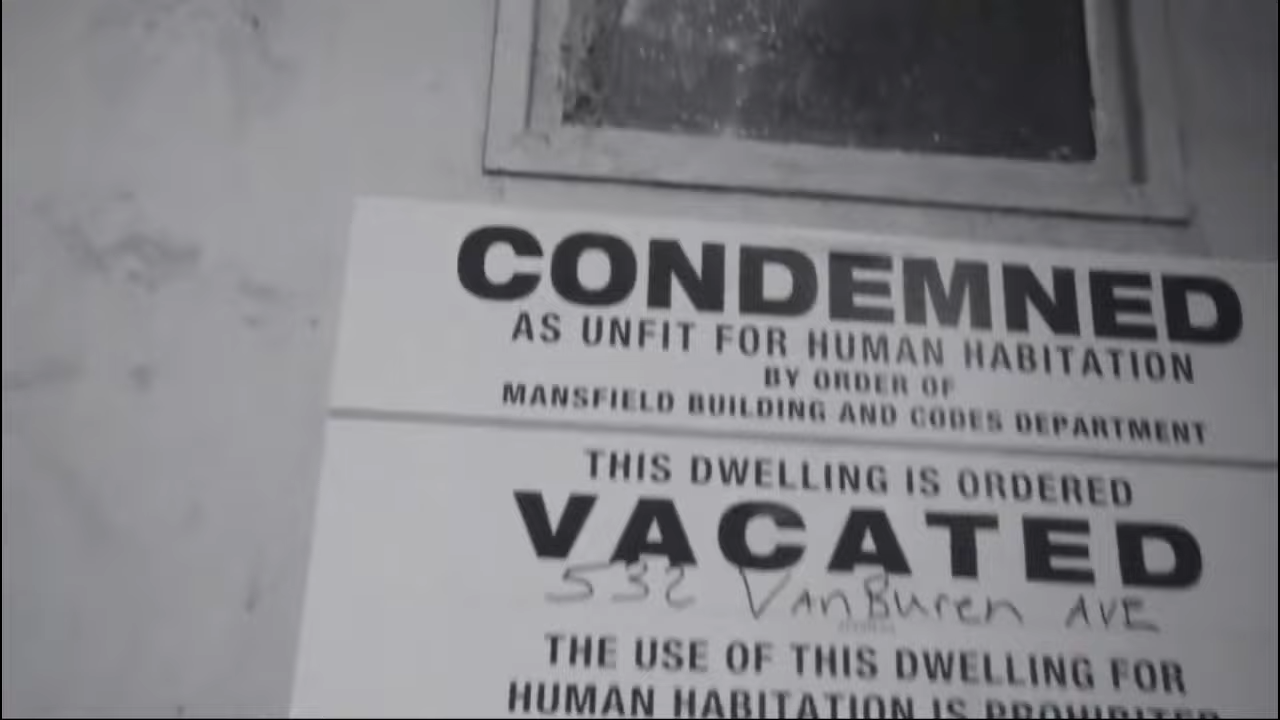 CONDEMNED
AS UNFIT FOR HUMAN HABITATION
BY ORDER OF
MANSFIELD BUILDING AND CODES DEPARTMENT
THIS DWELLING IS ORDERED
VACATED
532 VanBuren AVE
THE USE OF THIS DWELLING FOR
HUMAN HABITATION IS PROHIBITED